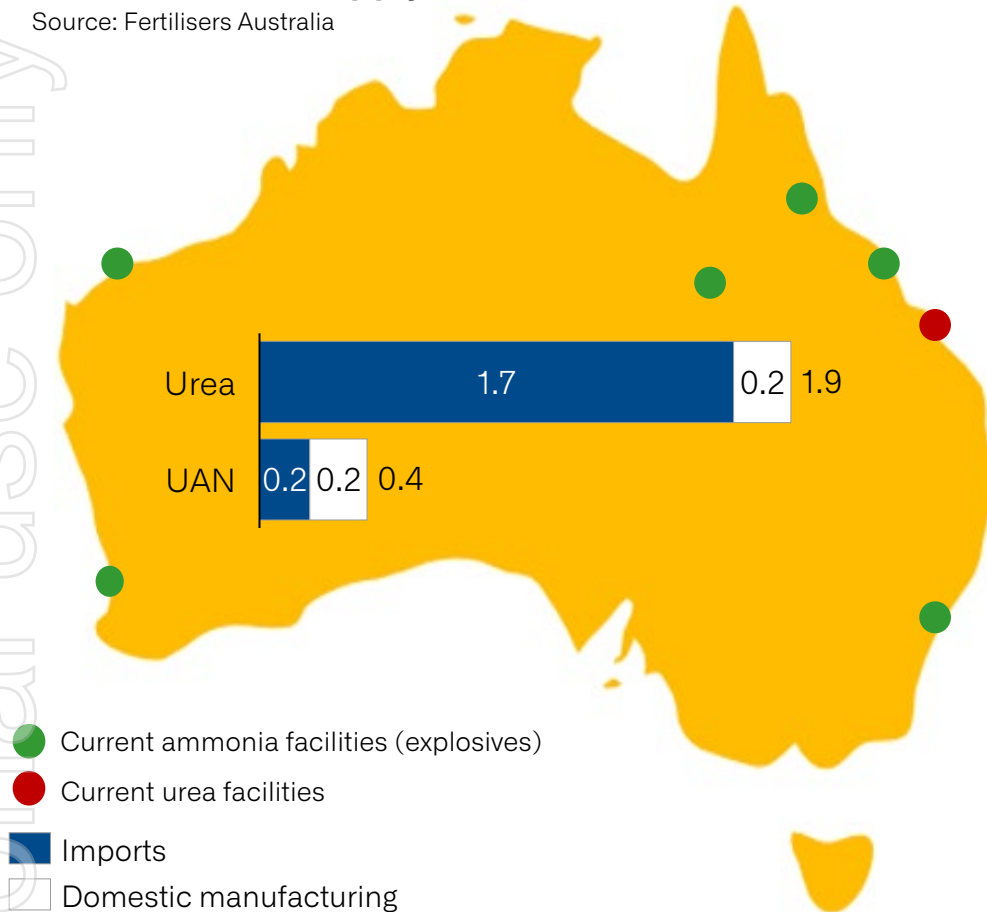 Source: Fertilisers Australia
Urea 1.7 0.2 1.9
UAN 0.2 0.2 0.4
Current ammonia facilities (explosives)
Current urea facilities
Imports
Domestic manufacturing